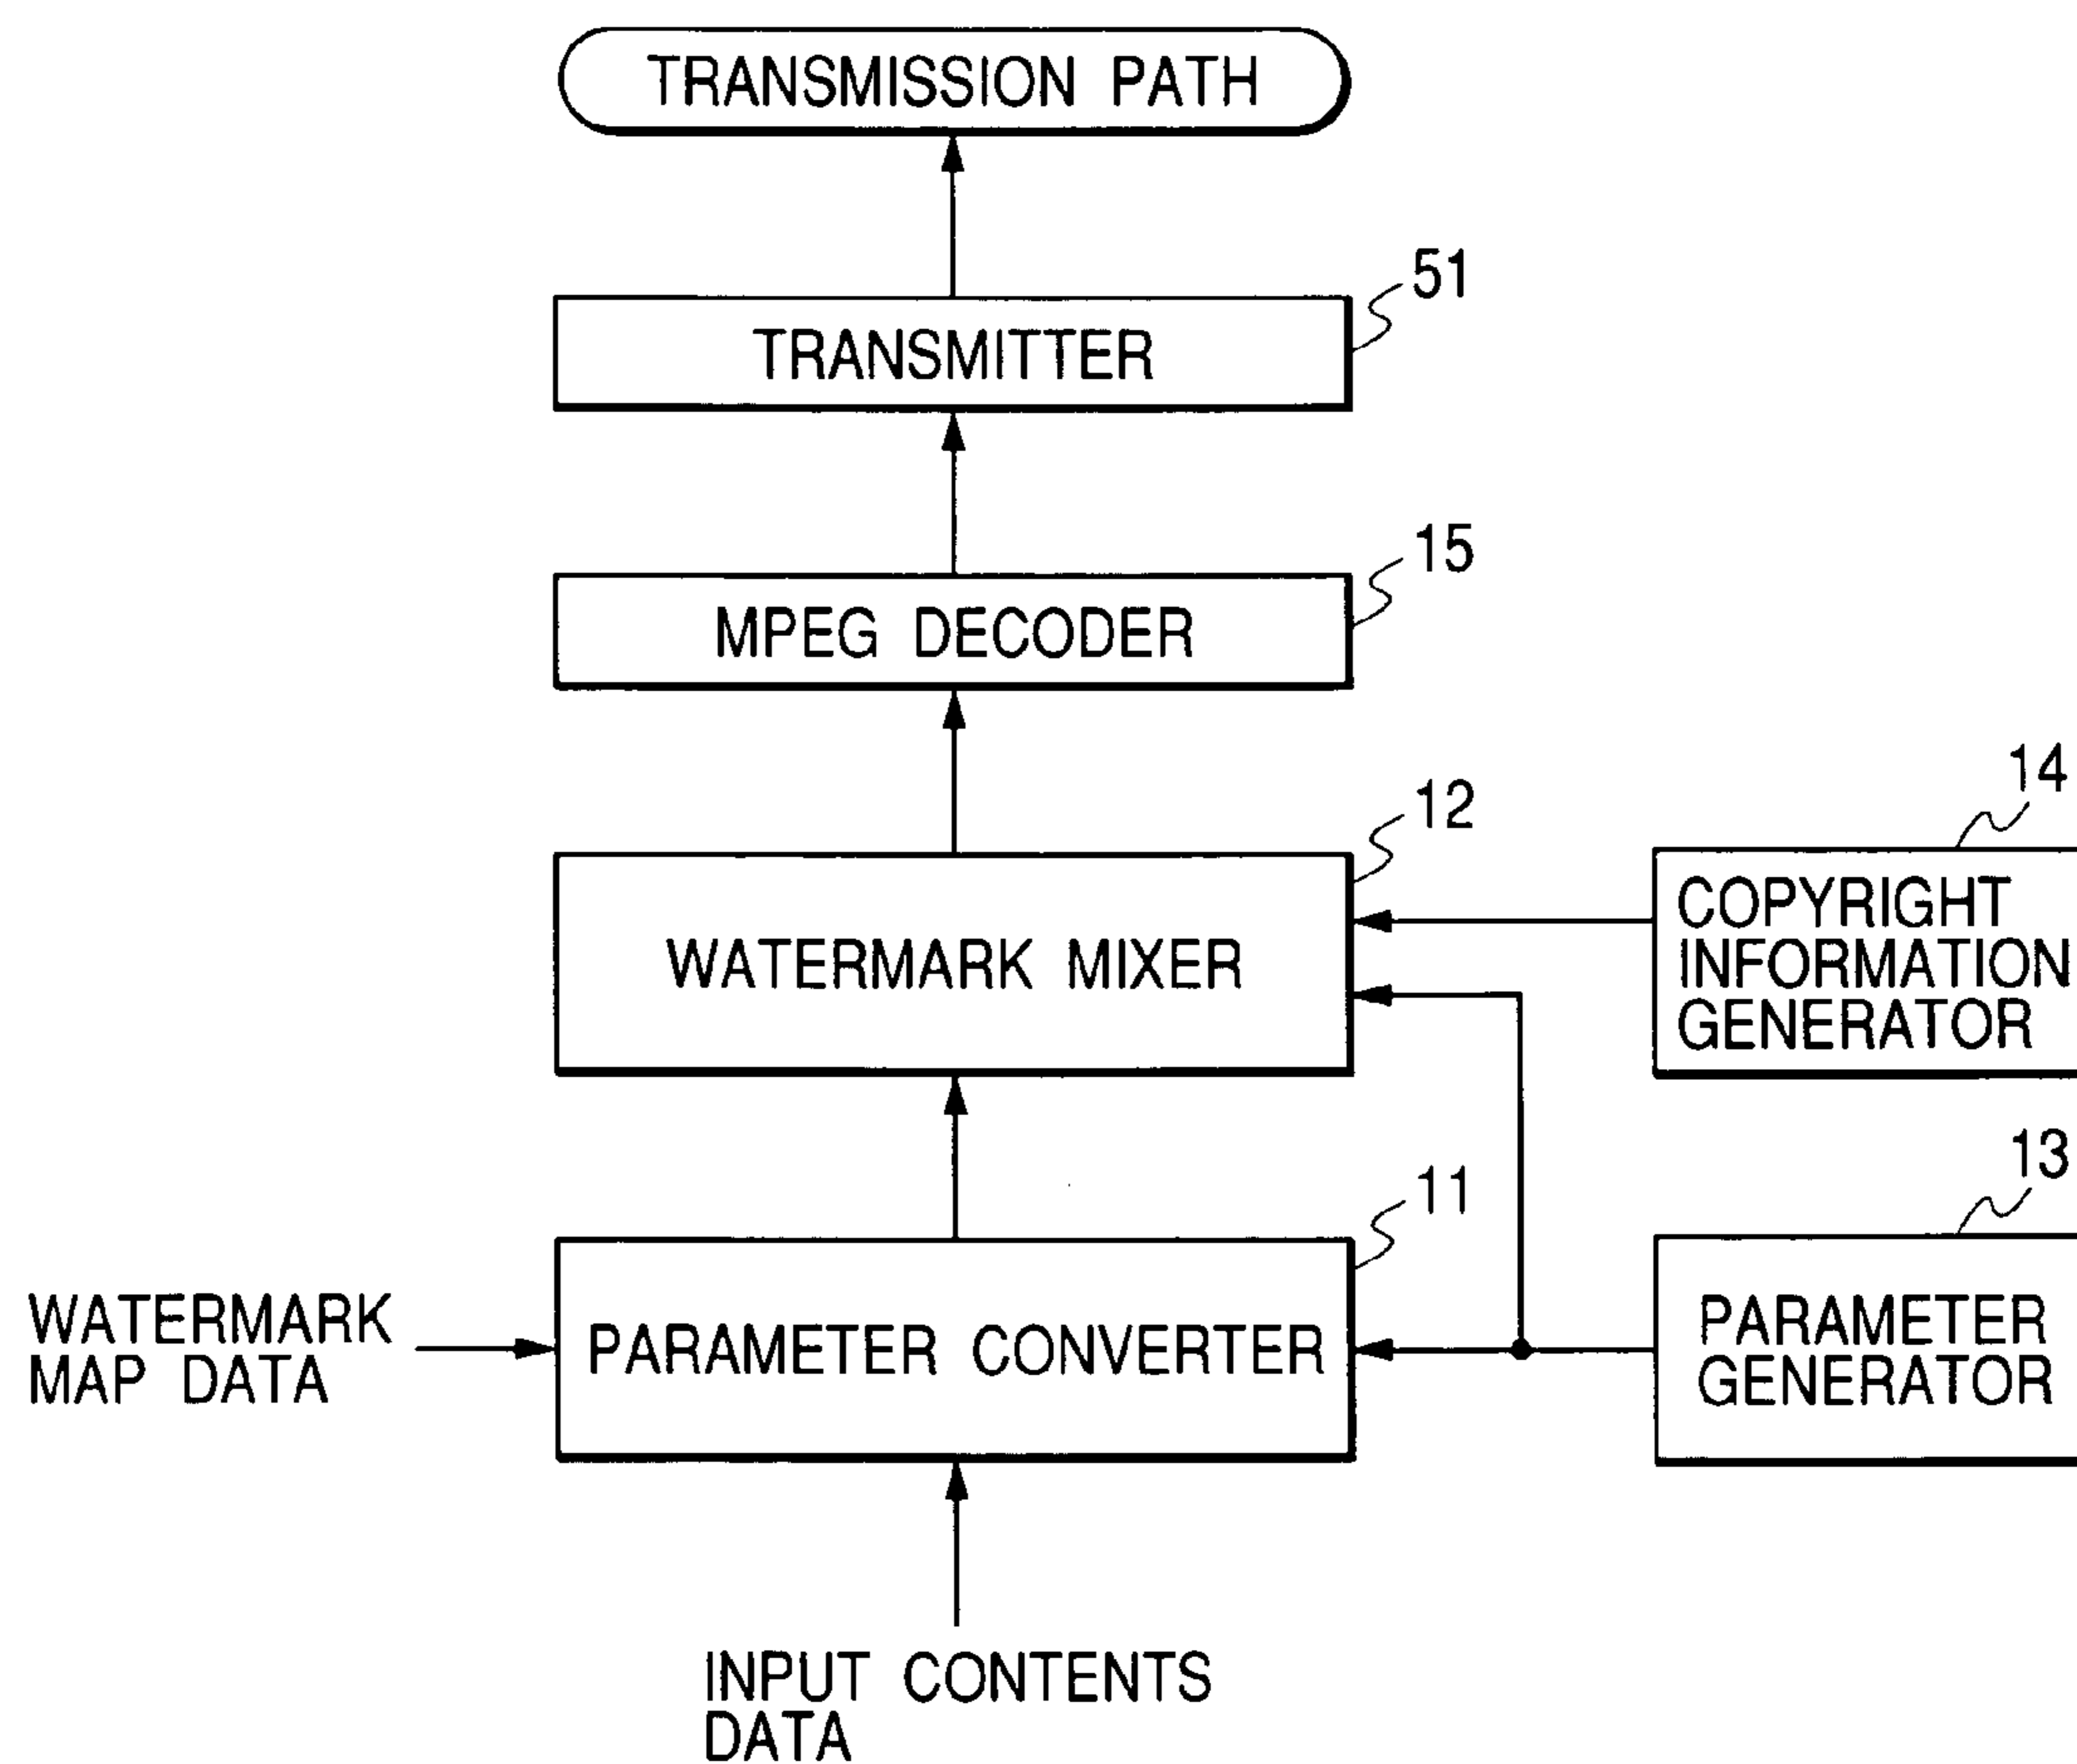 TRANSMISSION PATH
51
TRANSMITTER
15
MPEG DECODER
12
WATERMARK MIXER
14
COPYRIGHT
INFORMATION
GENERATOR
11
PARAMETER CONVERTER
13
PARAMETER
GENERATOR
WATERMARK
MAP DATA
INPUT CONTENTS
DATA